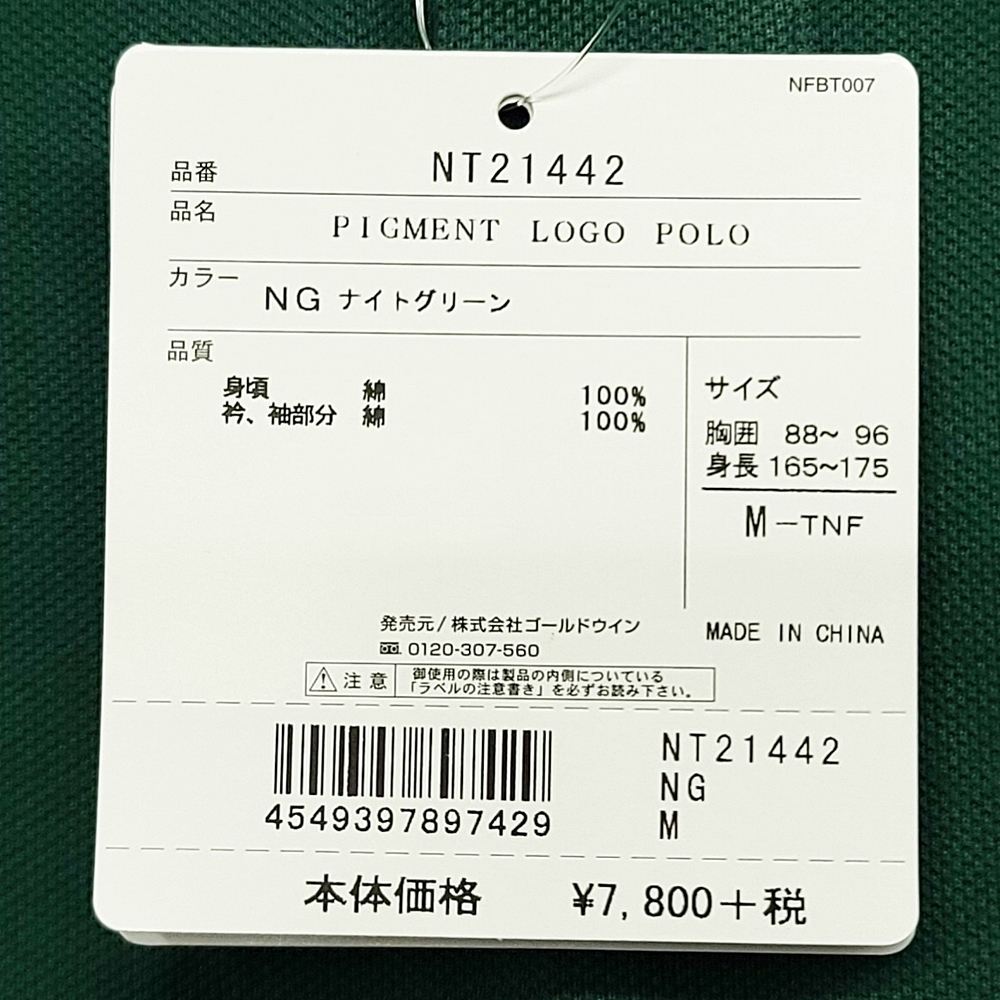 NFBT007
品番 NT21442
品名 PIGMENT LOGO POLO
カラー NG ナイトグリーン
品質
身頃 綿 100%
衿、袖部分 綿 100%
サイズ
胸囲 88~ 96
身長 165~175
M－TNF
発売元/株式会社ゴールドウイン
0120-307-560
MADE IN CHINA
注意 御使用の際は製品の内側についている
「ラベルの注意書き」を必ずお読み下さい。
NT21442
NG
M
4549397897429
本体価格 ¥7,800＋税